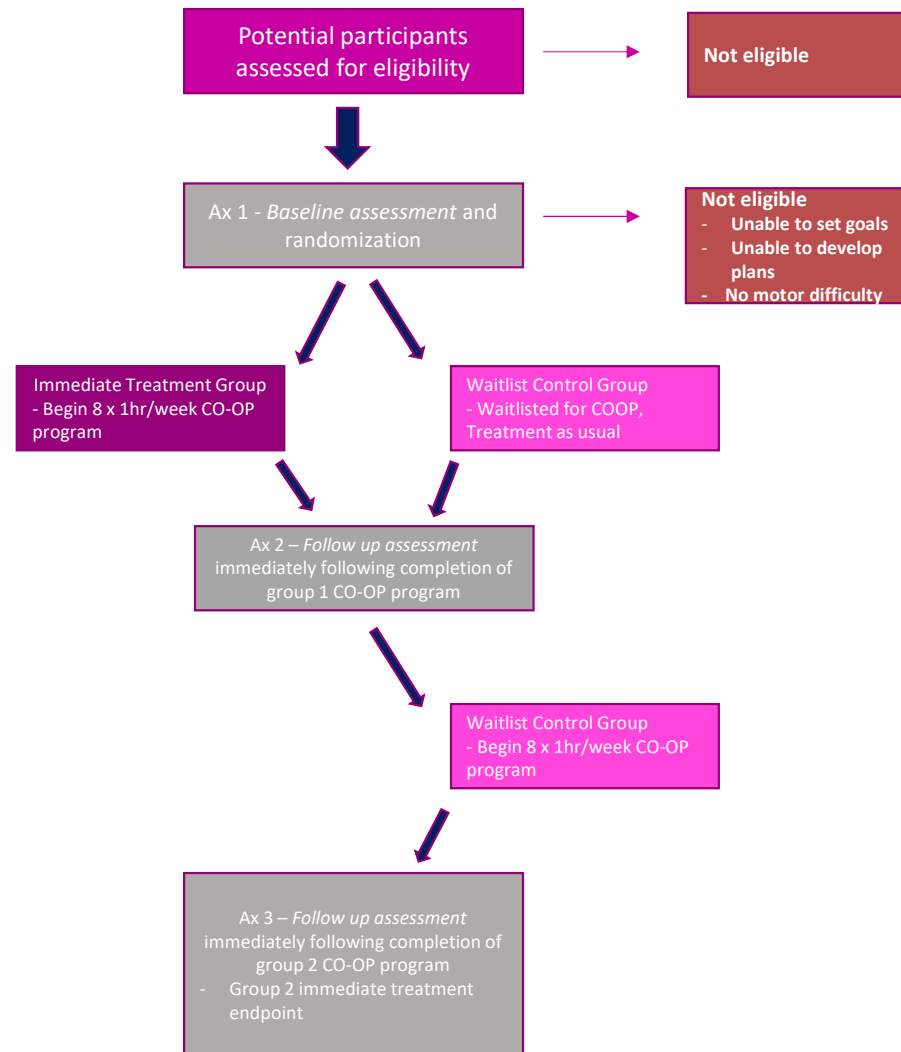 Potential participants
assessed for eligibility
Not eligible
Ax 1 - Baseline assessment and
randomization
Not eligible
- Unable to set goals
- Unable to develop
plans
- No motor difficulty
Immediate Treatment Group
- Begin 8 x 1hr/week CO-OP
program
Waitlist Control Group
- Waitlisted for COOP,
Treatment as usual
Ax 2 – Follow up assessment
immediately following completion of
group 1 CO-OP program
Waitlist Control Group
- Begin 8 x 1hr/week CO-OP
program
Ax 3 – Follow up assessment
immediately following completion of
group 2 CO-OP program
- Group 2 immediate treatment
endpoint